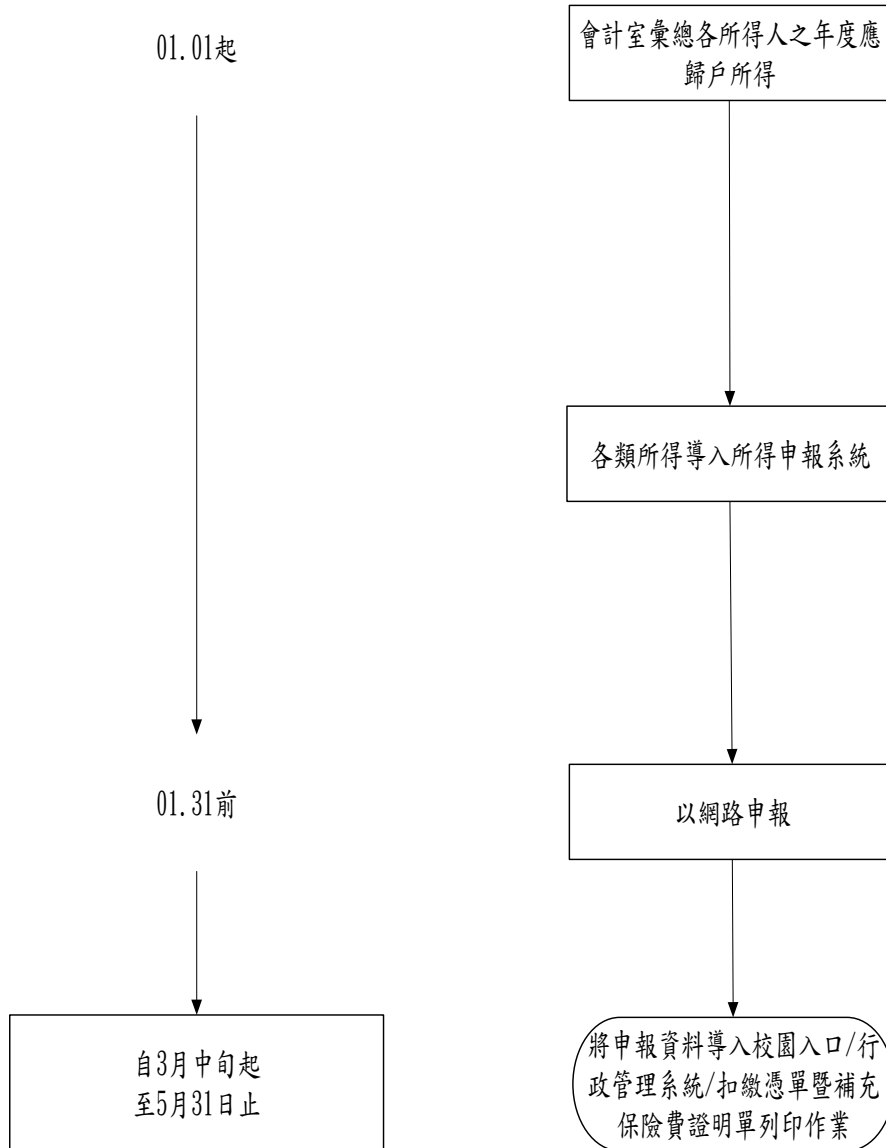 01.01起
會計室彙總各所得人之年度應
歸戶所得
各類所得導入所得申報系統
01.31前
以網路申報
自3月中旬起
至5月31日止
將申報資料導入校園入口/行
政管理系統/扣繳憑單暨補充
保險費證明單列印作業